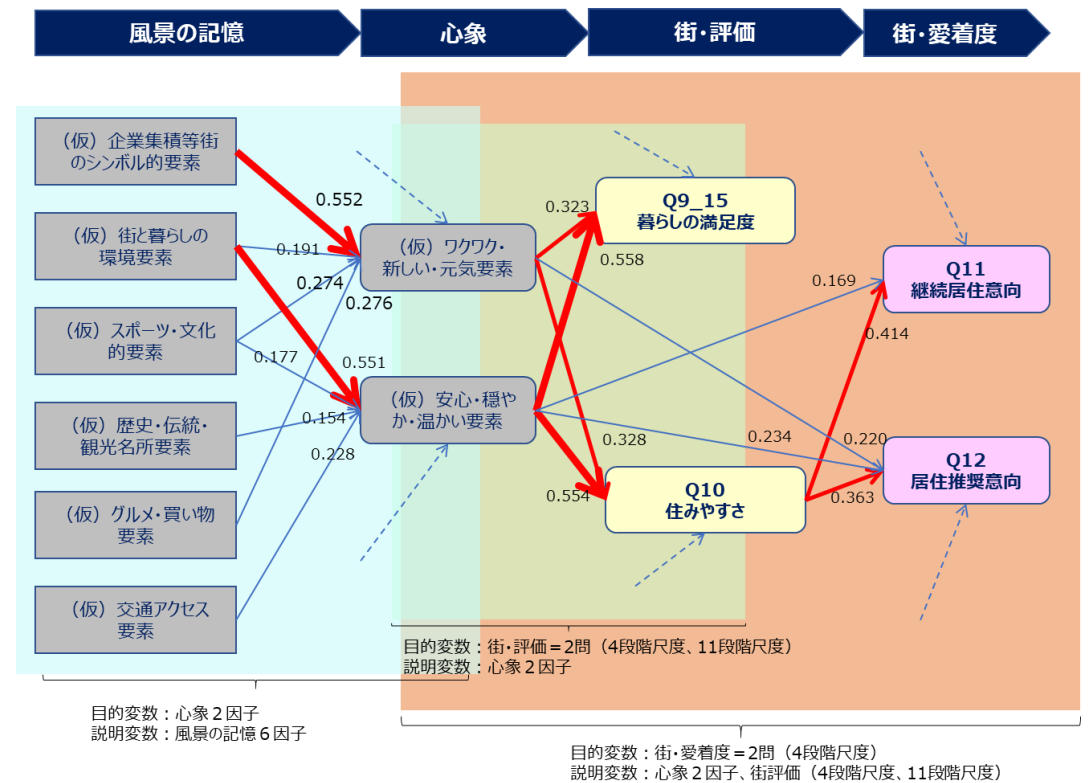 風景の記憶
心象
街・評価
街・愛着度
（仮）企業集積等街
のシンボル的要素
（仮）街と暮らしの
環境要素
（仮）スポーツ・文化
的要素
（仮）歴史・伝統・
観光名所要素
（仮）グルメ・買い物
要素
（仮）交通アクセス
要素
0.552
0.191
0.274
0.276
0.177
0.551
0.154
0.228
（仮）ワクワク・
新しい・元気要素
（仮）安心・穏や
か・温かい要素
0.323
0.558
0.328
0.554
Q9_15
暮らしの満足度
Q10
住みやすさ
0.169
0.414
0.234
0.220
0.363
Q11
継続居住意向
Q12
居住推奨意向
目的変数：街・評価＝2問（4段階尺度、11段階尺度）
説明変数：心象２因子
目的変数：心象２因子
説明変数：風景の記憶６因子
目的変数：街・愛着度＝2問（4段階尺度）
説明変数：心象２因子、街評価（4段階尺度、11段階尺度）